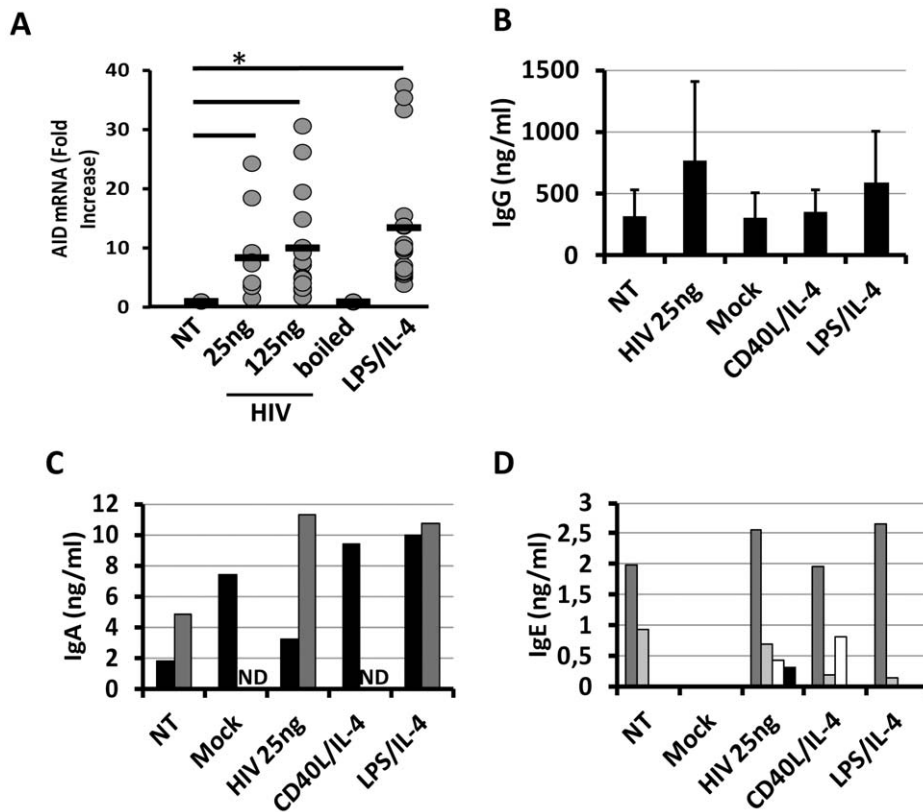 A
*
AID mRNA (Fold
Increase)
40
30
20
10
0
NT
25ng
125ng
boiled
LPS/IL-4
HIV
B
IgG (ng/ml)
1500
1000
500
0
NT
HIV 25ng
Mock
CD40L/IL-4
LPS/IL-4
C
IgA (ng/ml)
12
10
8
6
4
2
0
ND
ND
NT
Mock
HIV 25ng
CD40L/IL-4
LPS/IL-4
D
IgE (ng/ml)
3
2,5
2
1,5
1
0,5
0
NT
Mock
HIV 25ng
CD40L/IL-4
LPS/IL-4